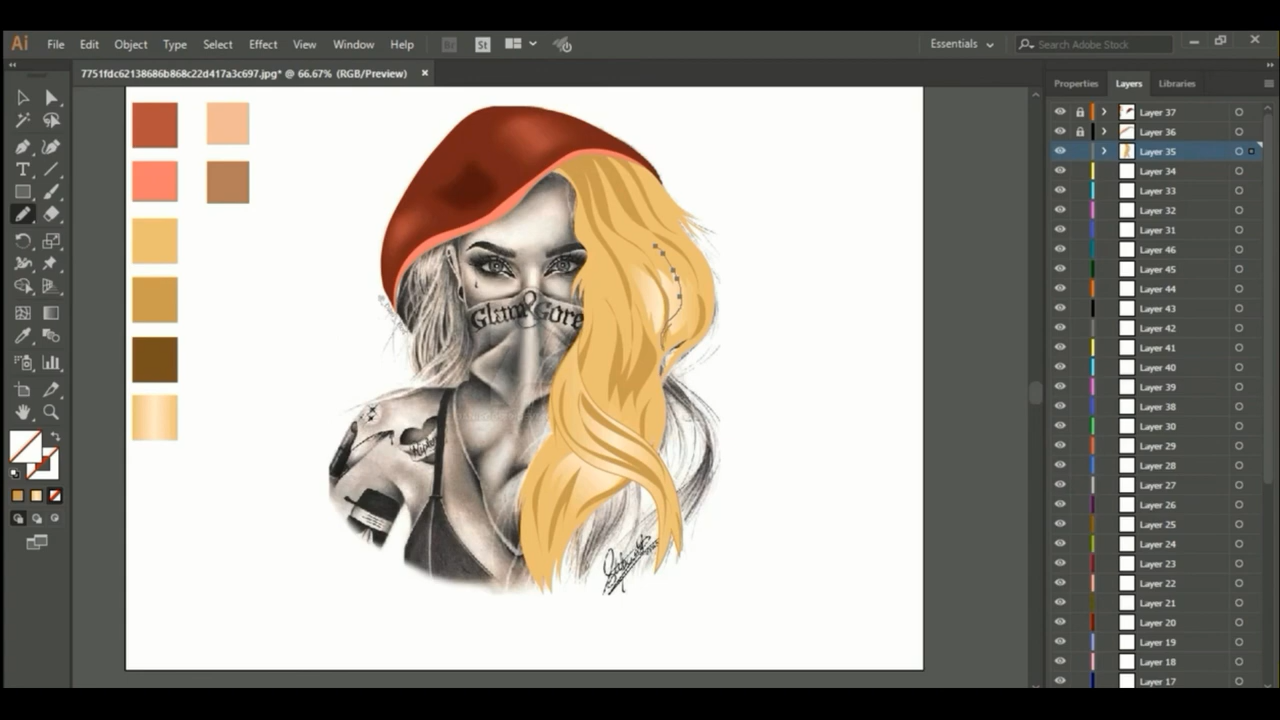 Ai File Edit Object Type Select Effect View Window Help Br St Essentials Search Adobe Stock
7751fdc62138686b868c22d417a3c697.jpg* @ 66.67% (RGB/Preview)
Properties Layers Libraries
Layer 37
Layer 36
Layer 35
Layer 34
Layer 33
Layer 32
Layer 31
Layer 46
Layer 45
Layer 44
Layer 43
Layer 42
Layer 41
Layer 40
Layer 39
Layer 38
Layer 30
Layer 29
Layer 28
Layer 27
Layer 26
Layer 25
Layer 24
Layer 23
Layer 22
Layer 21
Layer 20
Layer 19
Layer 18
Layer 17
Glam & Gore